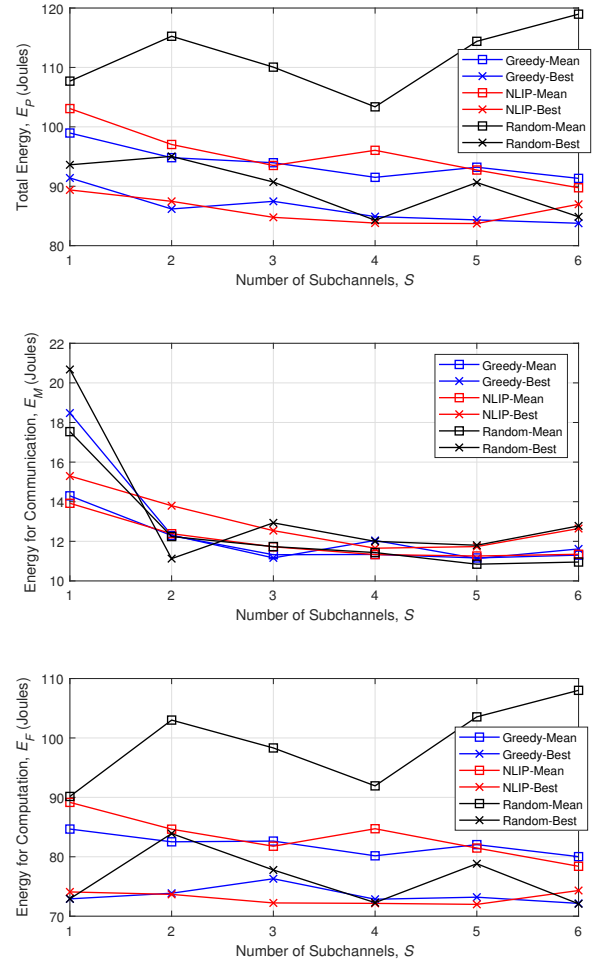 120
110
100
90
80
Total Energy, E_P (Joules)
Greedy-Mean
Greedy-Best
NLIP-Mean
NLIP-Best
Random-Mean
Random-Best
1 2 3 4 5 6
Number of Subchannels, S
22
20
18
16
14
12
10
Energy for Communication, E_M (Joules)
Greedy-Mean
Greedy-Best
NLIP-Mean
NLIP-Best
Random-Mean
Random-Best
1 2 3 4 5 6
Number of Subchannels, S
110
100
90
80
70
Energy for Computation, E_F (Joules)
Greedy-Mean
Greedy-Best
NLIP-Mean
NLIP-Best
Random-Mean
Random-Best
1 2 3 4 5 6
Number of Subchannels, S